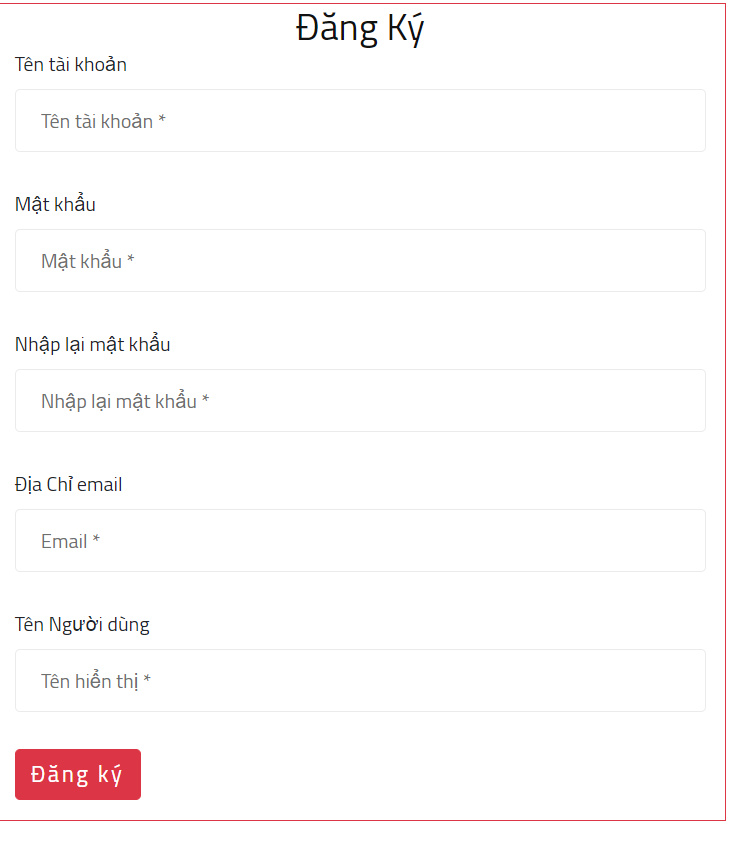 Đăng Ký
Tên tài khoản
Tên tài khoản *
Mật khẩu
Mật khẩu *
Nhập lại mật khẩu
Nhập lại mật khẩu *
Địa Chỉ email
Email *
Tên Người dùng
Tên hiển thị *
Đăng ký